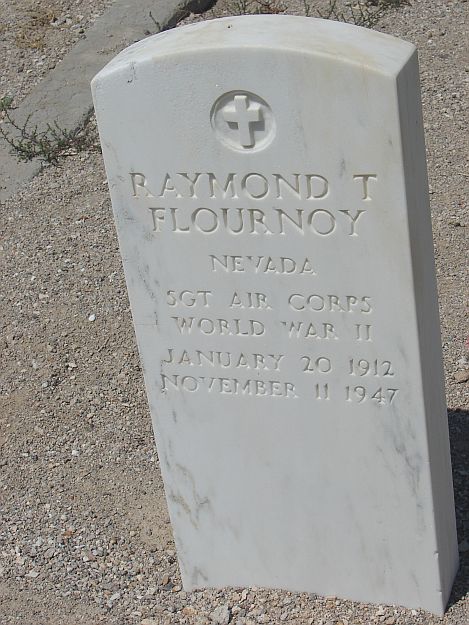 RAYMOND T
FLOURNOY
NEVADA
SGT AIR CORPS
WORLD WAR II
JANUARY 20 1912
NOVEMBER 11 1947